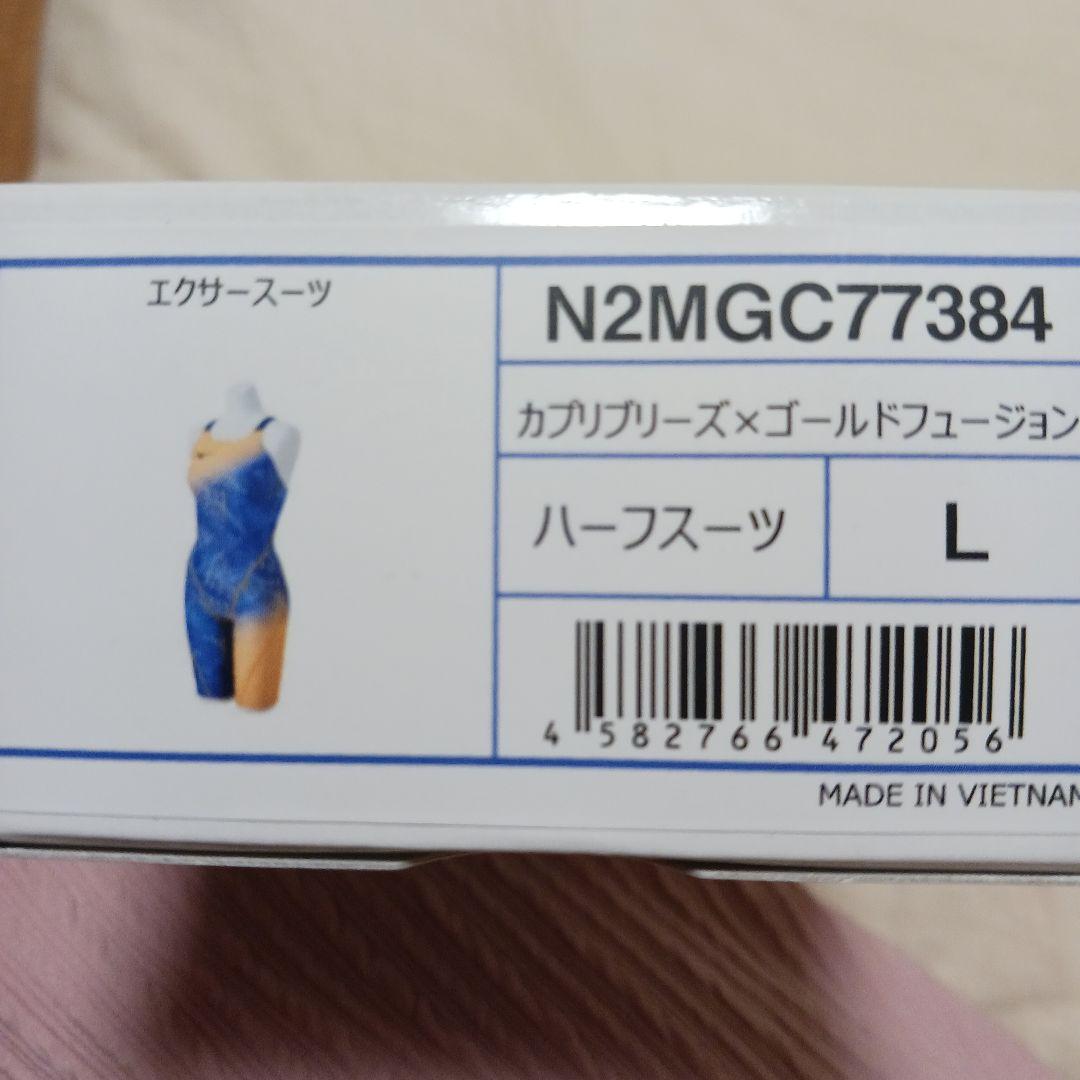 エクサースーツ
N2MGC77384
カプリブリーズ×ゴールドフュージョン
ハーフスーツ
L
4 582766 472056
MADE IN VIETNAM